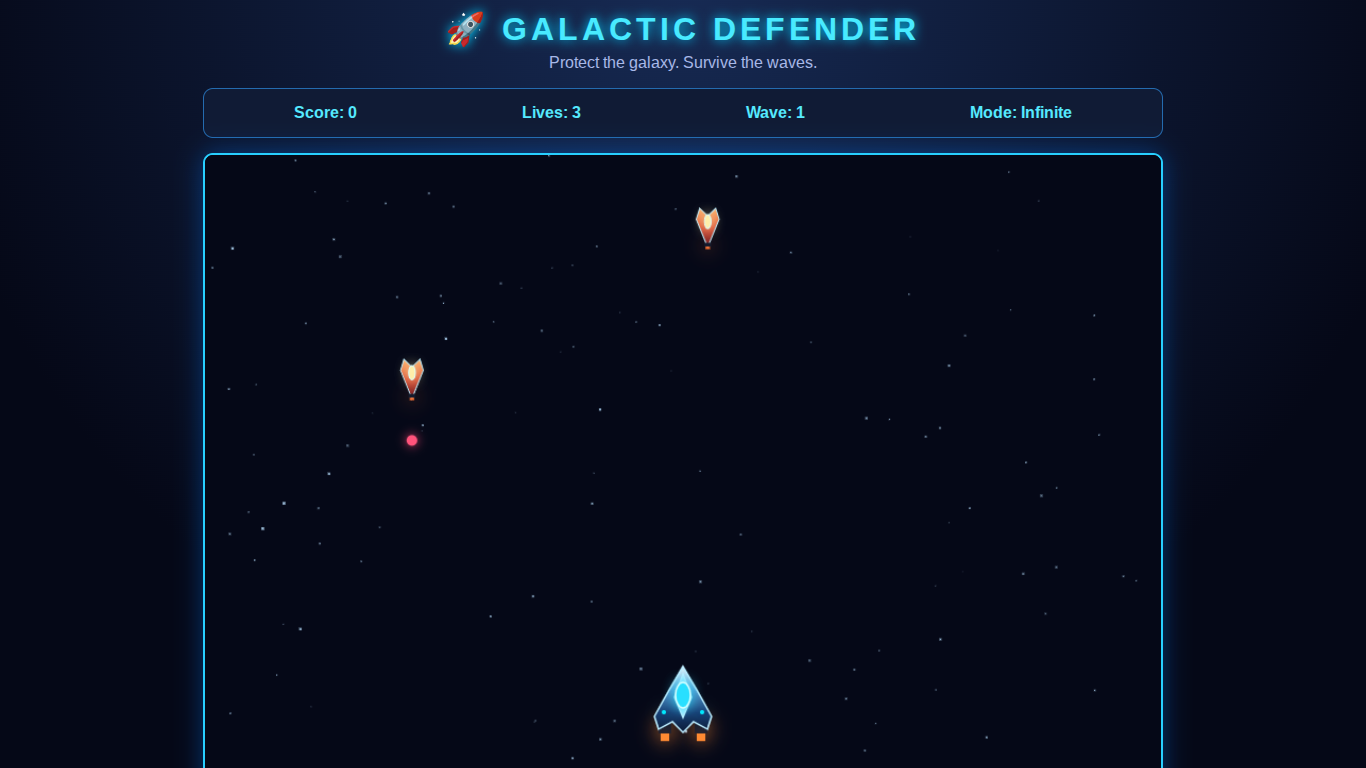 🚀 GALACTIC DEFENDER
Protect the galaxy. Survive the waves.
Score: 0 Lives: 3 Wave: 1 Mode: Infinite